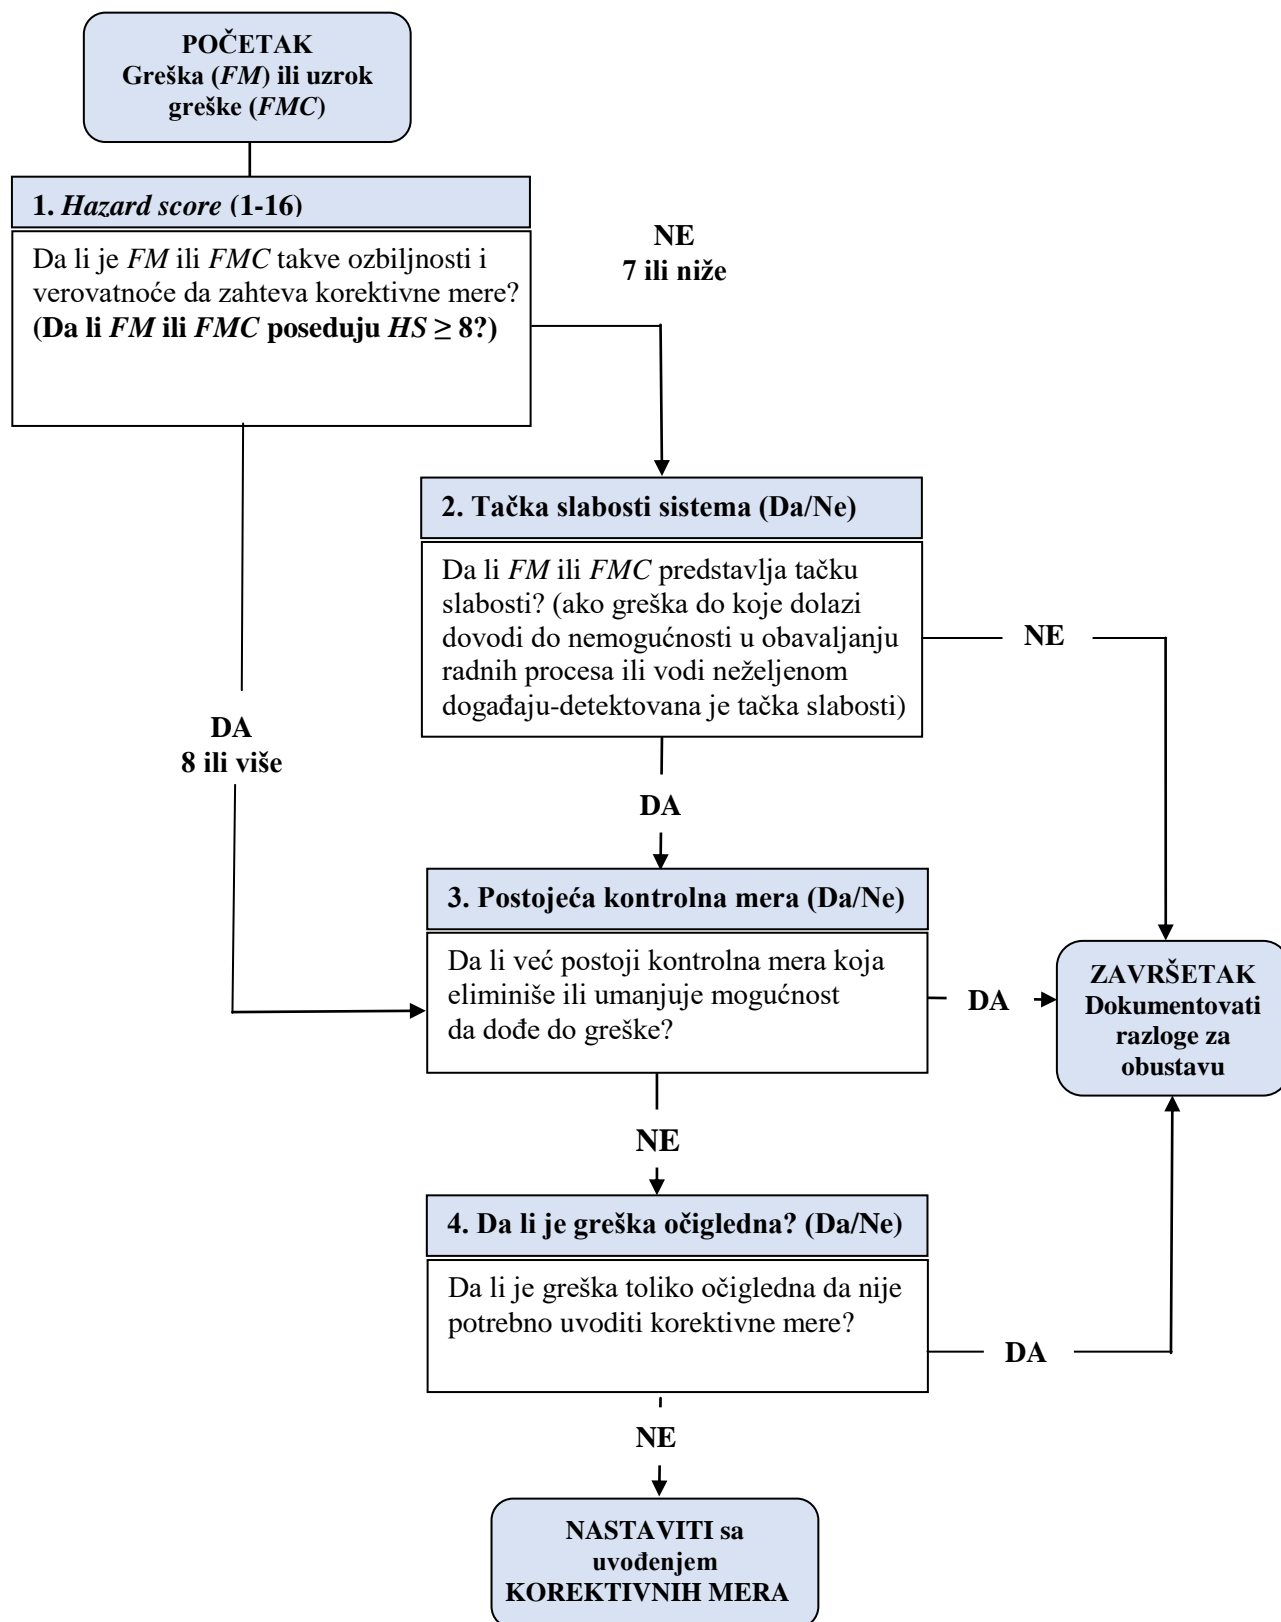 POČETAK
Greška (FM) ili uzrok
greške (FMC)
1. Hazard score (1-16)
Da li je FM ili FMC takve ozbiljnosti i
verovatnoće da zahteva korektivne mere?
(Da li FM ili FMC poseduju HS ≥ 8?)
NE
7 ili niže
2. Tačka slabosti sistema (Da/Ne)
Da li FM ili FMC predstavlja tačku
slabosti? (ako greška do koje dolazi
dovodi do nemogućnosti u obavaljanju
radnih procesa ili vodi neželjenom
događaju-detektovana je tačka slabosti)
NE
DA
8 ili više
DA
3. Postojeća kontrolna mera (Da/Ne)
Da li već postoji kontrolna mera koja
eliminiše ili umanjuje mogućnost
da dođe do greške?
DA
ZAVRŠETAK
Dokumentovati
razloge za
obustavu
NE
4. Da li je greška očigledna? (Da/Ne)
Da li je greška toliko očigledna da nije
potrebno uvoditi korektivne mere?
DA
NE
NASTAVITI sa
uvođenjem
KOREKTIVNIH MERA